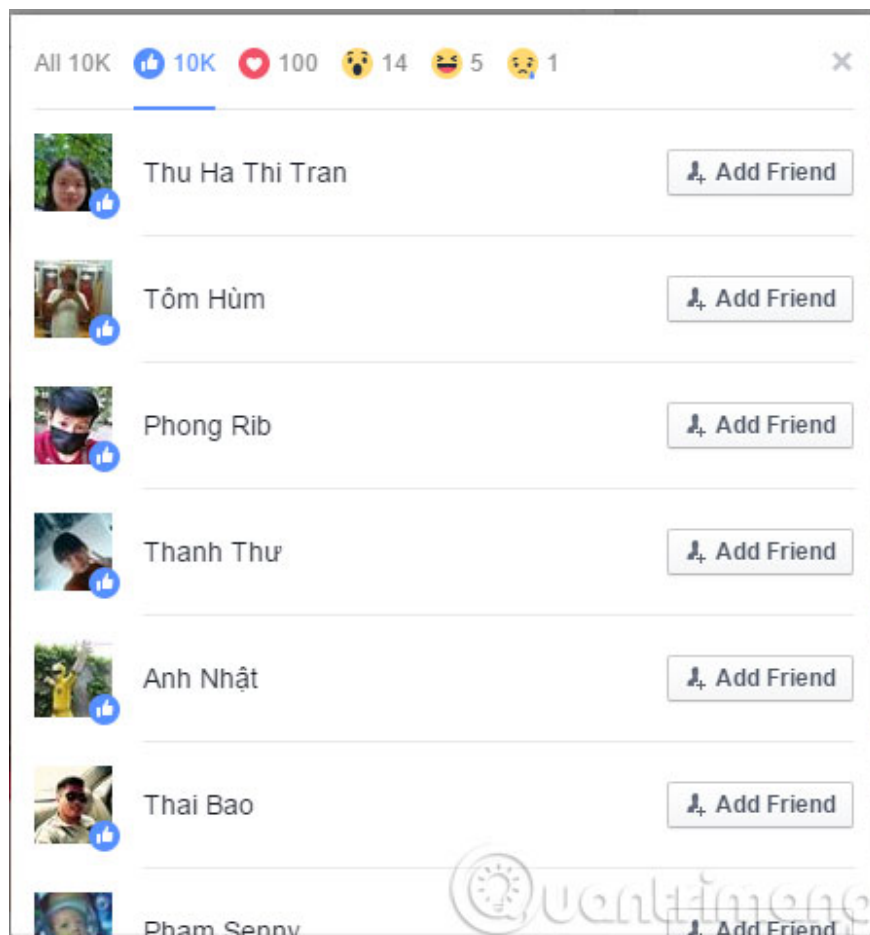 All 10K 10K 100 14 5 1 ×
Thu Ha Thi Tran Add Friend
Tôm Hùm Add Friend
Phong Rib Add Friend
Thanh Thư Add Friend
Anh Nhật Add Friend
Thai Bao Add Friend
Quantrimang
Pham Senny Add Friend